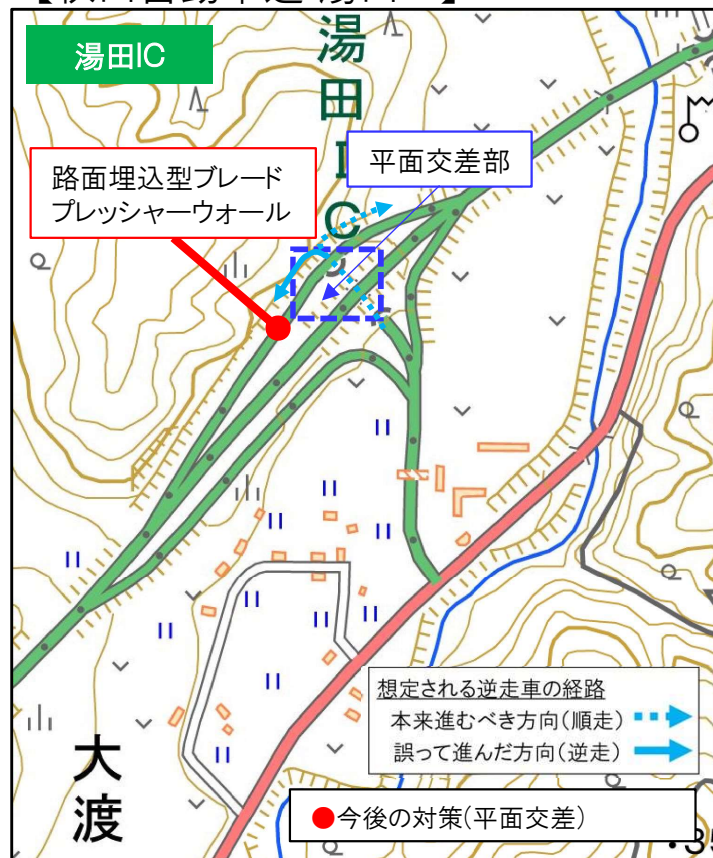 湯田IC
湯田IC
路面埋込型ブレード
プレッシャーウォール
平面交差部
大渡
想定される逆走車の経路
本来進むべき方向(順走)
誤って進んだ方向(逆走)
●今後の対策(平面交差)